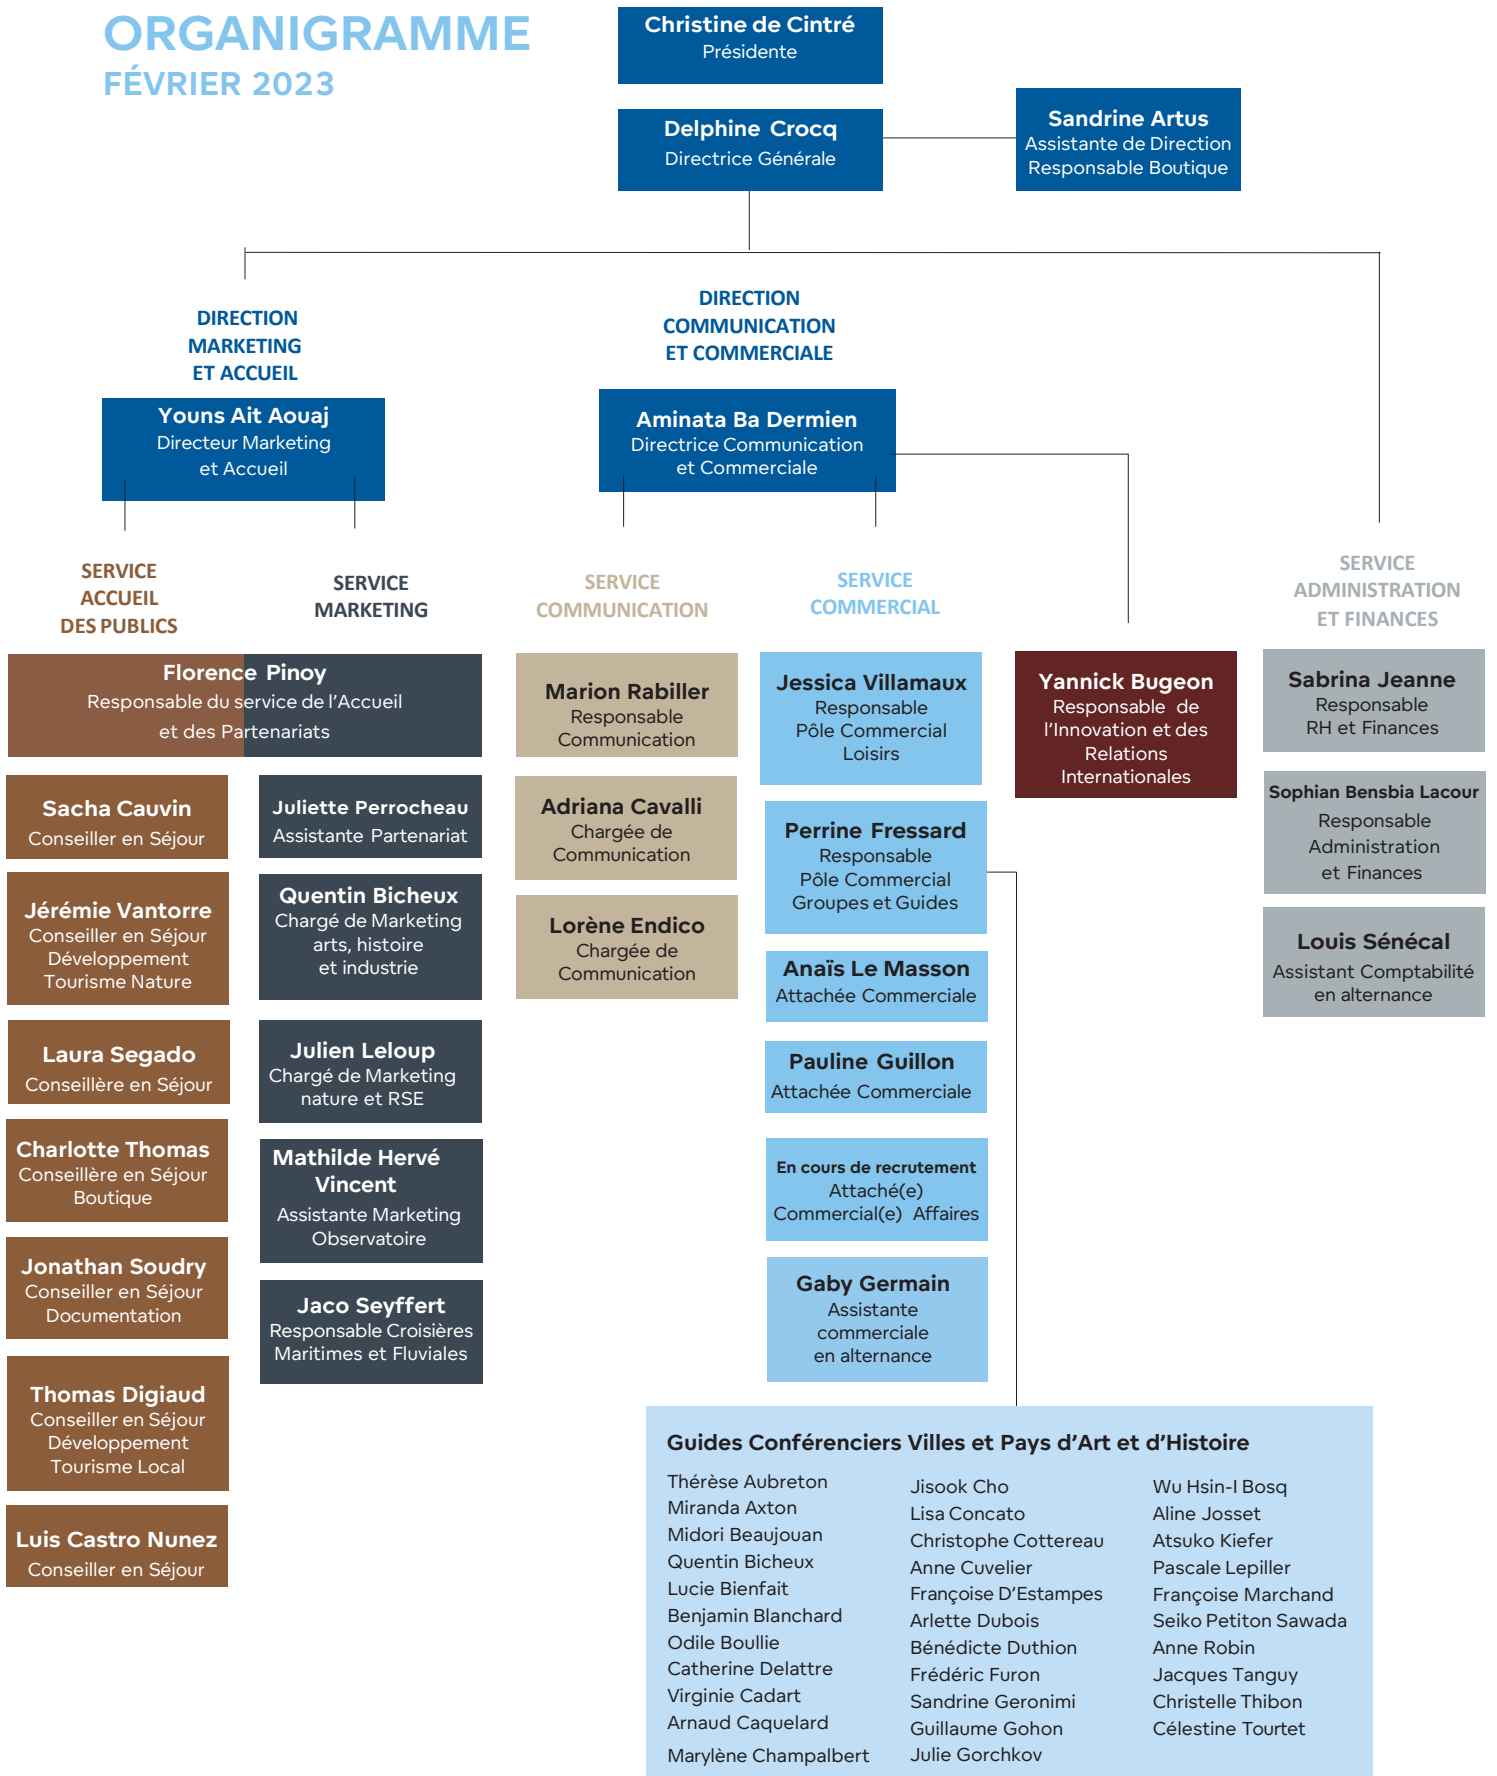 ORGANIGRAMME
FÉVRIER 2023
Christine de Cintré
Présidente
Delphine Crocq
Directrice Générale
Sandrine Artus
Assistante de Direction
Responsable Boutique
DIRECTION
MARKETING
ET ACCUEIL
Youns Ait Aouaj
Directeur Marketing
et Accueil
DIRECTION
COMMUNICATION
ET COMMERCIALE
Aminata Ba Dermien
Directrice Communication
et Commerciale
SERVICE
ACCUEIL
DES PUBLICS
SERVICE
MARKETING
Florence Pinoy
Responsable du service de l'Accueil
et des Partenariats
Sacha Cauvin
Conseiller en Séjour
Jérémie Vantorre
Conseiller en Séjour
Développement
Tourisme Nature
Laura Segado
Conseillère en Séjour
Charlotte Thomas
Conseillère en Séjour
Boutique
Jonathan Soudry
Conseiller en Séjour
Documentation
Thomas Digiaud
Conseiller en Séjour
Développement
Tourisme Local
Luis Castro Nunez
Conseiller en Séjour
Juliette Perrocheau
Assistante Partenariat
Quentin Bicheux
Chargé de Marketing
arts, histoire
et industrie
Julien Leloup
Chargé de Marketing
nature et RSE
Mathilde Hervé
Vincent
Assistante Marketing
Observatoire
Jaco Seyffert
Responsable Croisières
Maritimes et Fluviales
SERVICE
COMMUNICATION
Marion Rabiller
Responsable
Communication
Adriana Cavalli
Chargée de
Communication
Lorène Endico
Chargée de
Communication
SERVICE
COMMERCIAL
Jessica Villamaux
Responsable
Pôle Commercial
Loisirs
Perrine Fressard
Responsable
Pôle Commercial
Groupes et Guides
Anaïs Le Masson
Attachée Commerciale
Pauline Guillon
Attachée Commerciale
En cours de recrutement
Attaché(e)
Commercial(e) Affaires
Gaby Germain
Assistante
commerciale
en alternance
Yannick Bugeon
Responsable de
l'Innovation et des
Relations
Internationales
SERVICE
ADMINISTRATION
ET FINANCES
Sabrina Jeanne
Responsable
RH et Finances
Sophian Bensbia Lacour
Responsable
Administration
et Finances
Louis Sénécal
Assistant Comptabilité
en alternance
Guides Conférenciers Villes et Pays d'Art et d'Histoire
Thérèse Aubreton
Miranda Axton
Midori Beaujouan
Quentin Bicheux
Lucie Bienfait
Benjamin Blanchard
Odile Boullie
Catherine Delattre
Virginie Cadart
Arnaud Caquelard
Marylène Champalbert
Jisook Cho
Lisa Concato
Christophe Cottereau
Anne Cuvelier
Françoise D'Estampes
Arlette Dubois
Bénédicte Duthion
Frédéric Furon
Sandrine Geronimi
Guillaume Gohon
Julie Gorchkov
Wu Hsin-I Bosq
Aline Josset
Atsuko Kiefer
Pascale Lepiller
Françoise Marchand
Seiko Petiton Sawada
Anne Robin
Jacques Tanguy
Christelle Thibon
Célestine Tourtet